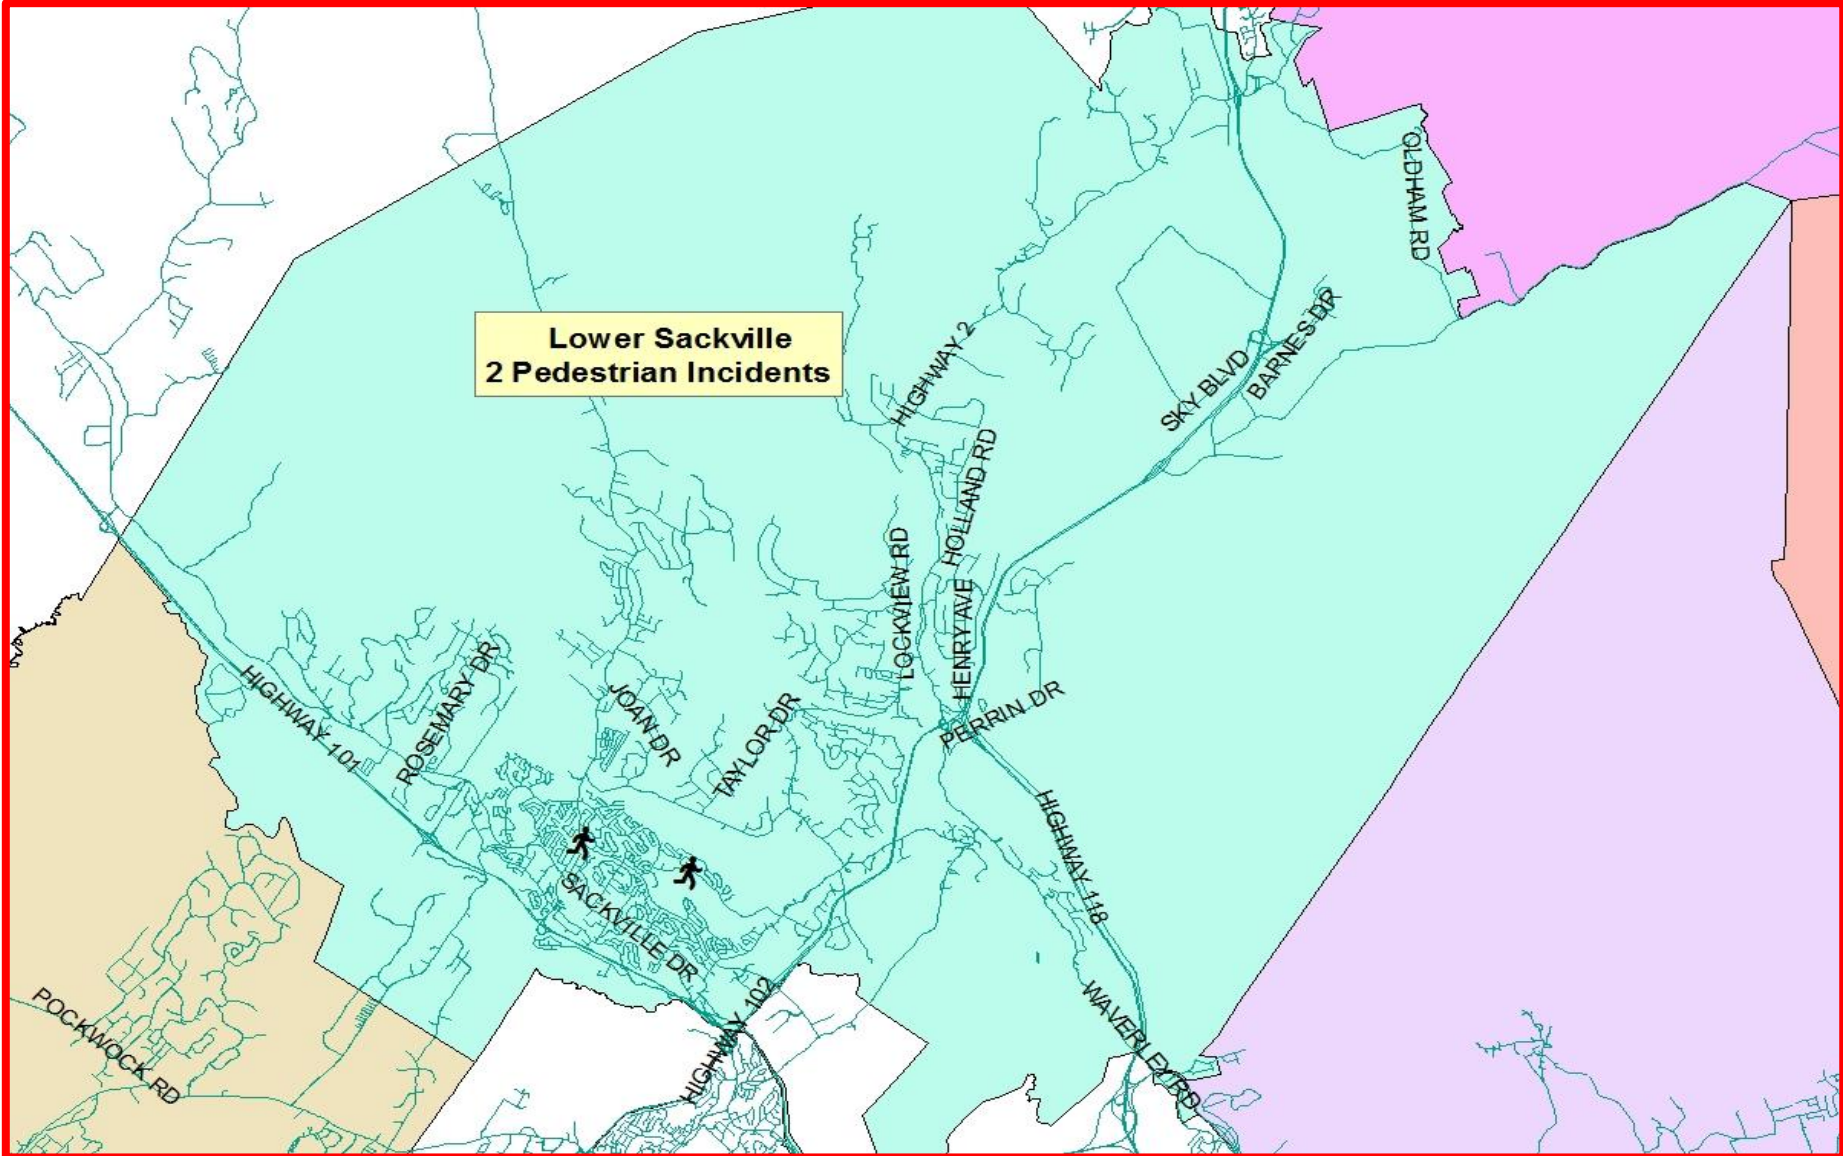 OLDHAM RD
Lower Sackville
2 Pedestrian Incidents
HIGHWAY 2
SKY BLVD
BARNES DR
HOLLAND RD
LOCKVIEW RD
HENRY AVE
HIGHWAY 101
ROSEMARY DR
JOAN DR
TAYLOR DR
PERRIN DR
HIGHWAY 118
SACKVILLE DR
POCKWOCK RD
HIGHWAY 102
WAVERLEY RD